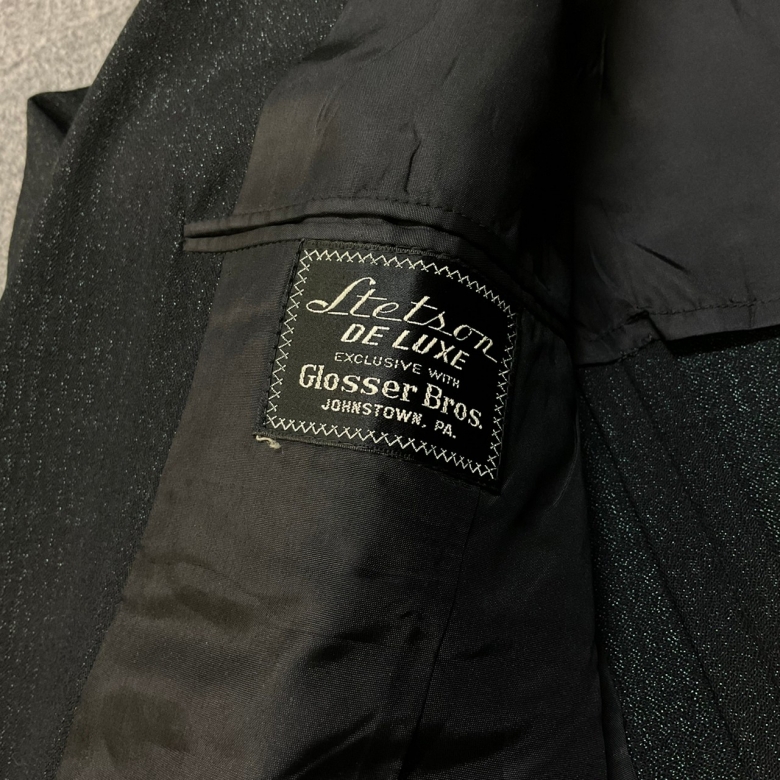 Stetson
DE LUXE
EXCLUSIVE WITH
Glosser Bros.
JOHNSTOWN, PA.